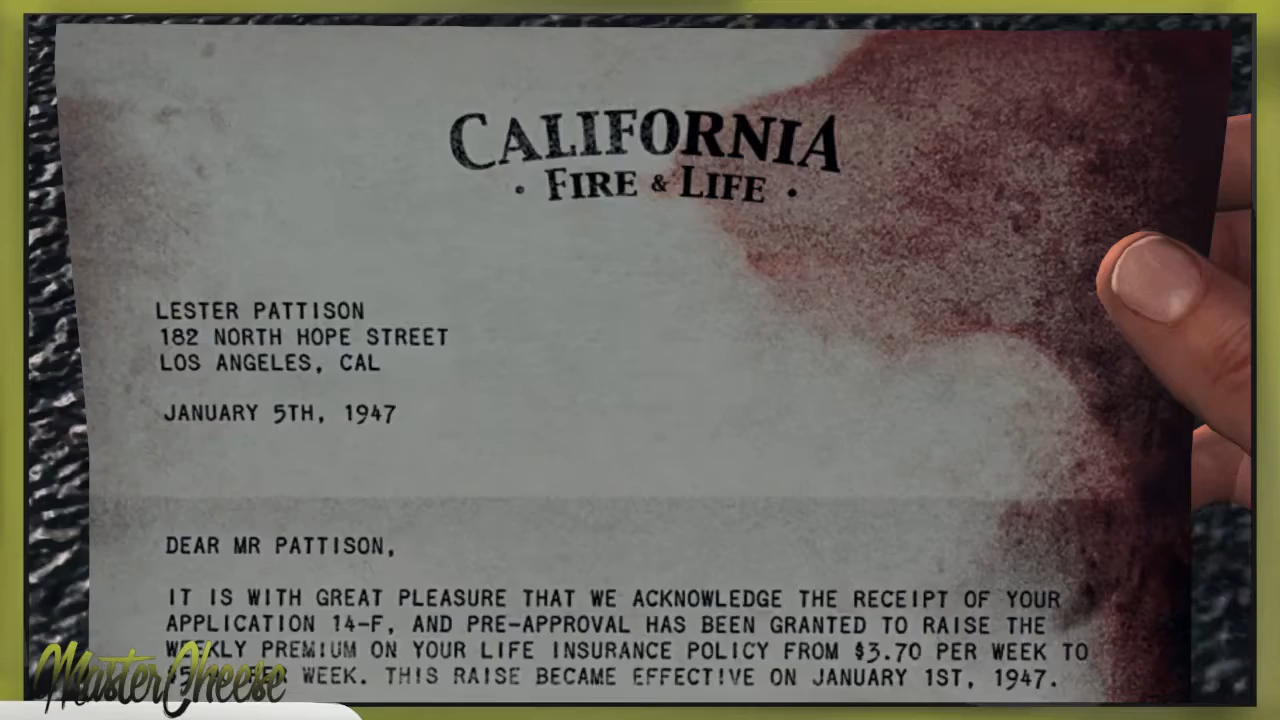 CALIFORNIA
· FIRE & LIFE ·
LESTER PATTISON
182 NORTH HOPE STREET
LOS ANGELES, CAL
JANUARY 5TH, 1947
DEAR MR PATTISON,
IT IS WITH GREAT PLEASURE THAT WE ACKNOWLEDGE THE RECEIPT OF YOUR
APPLICATION 14-F, AND PRE-APPROVAL HAS BEEN GRANTED TO RAISE THE
WEEKLY PREMIUM ON YOUR LIFE INSURANCE POLICY FROM $3.70 PER WEEK TO
WEEK. THIS RAISE BECAME EFFECTIVE ON JANUARY 1ST, 1947.
MasterCheese